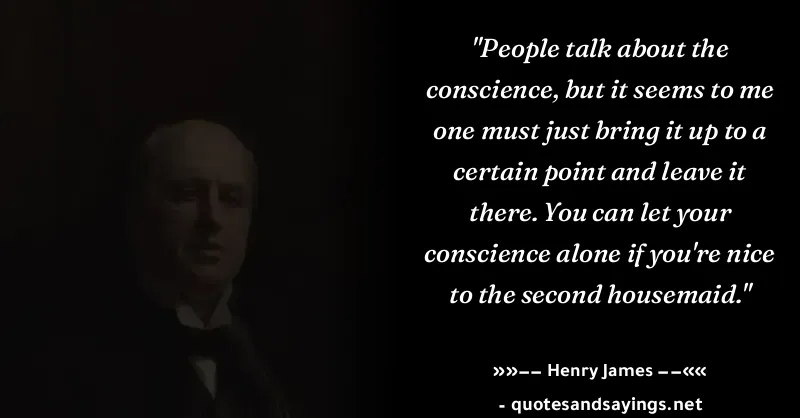 "People talk about the
conscience, but it seems to me
one must just bring it up to a
certain point and leave it
there. You can let your
conscience alone if you're nice
to the second housemaid."
»»−− Henry James −−««
- quotesandsayings.net